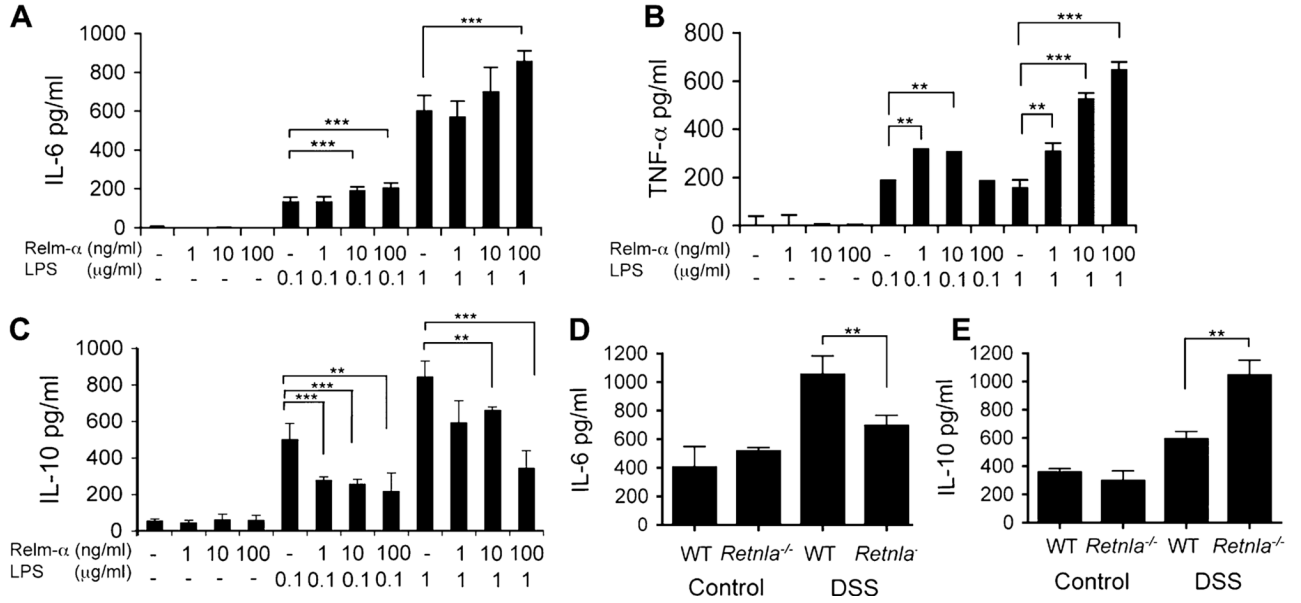 A
IL-6 pg/ml
1000
800
600
400
200
0
***
***
***
Relm-α (ng/ml) - 1 10 100 - 1 10 100 - 1 10 100
LPS (μg/ml) - - - - 0.1 0.1 0.1 0.1 1 1 1 1
B
TNF-α pg/ml
800
600
400
200
0
**
**
**
***
***
Relm-α (ng/ml) - 1 10 100 - 1 10 100 - 1 10 100
LPS (μg/ml) - - - - 0.1 0.1 0.1 0.1 1 1 1 1
C
IL-10 pg/ml
1000
800
600
400
200
0
***
***
**
**
***
Relm-α (ng/ml) - 1 10 100 - 1 10 100 - 1 10 100
LPS (μg/ml) - - - - 0.1 0.1 0.1 0.1 1 1 1 1
D
IL-6 pg/ml
1200
1000
800
600
400
200
0
**
WT Retnla-/- WT Retnla-
Control DSS
E
IL-10 pg/ml
1200
1000
800
600
400
200
0
**
WT Retnla-/- WT Retnla-/-
Control DSS